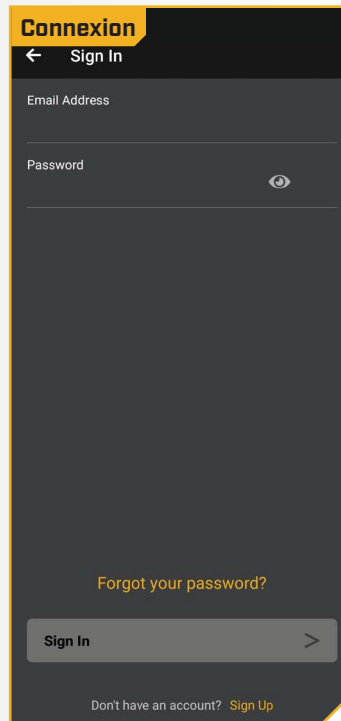 Connexion
Sign In
Email Address
Password
Forgot your password?
Sign In
Don't have an account? Sign Up